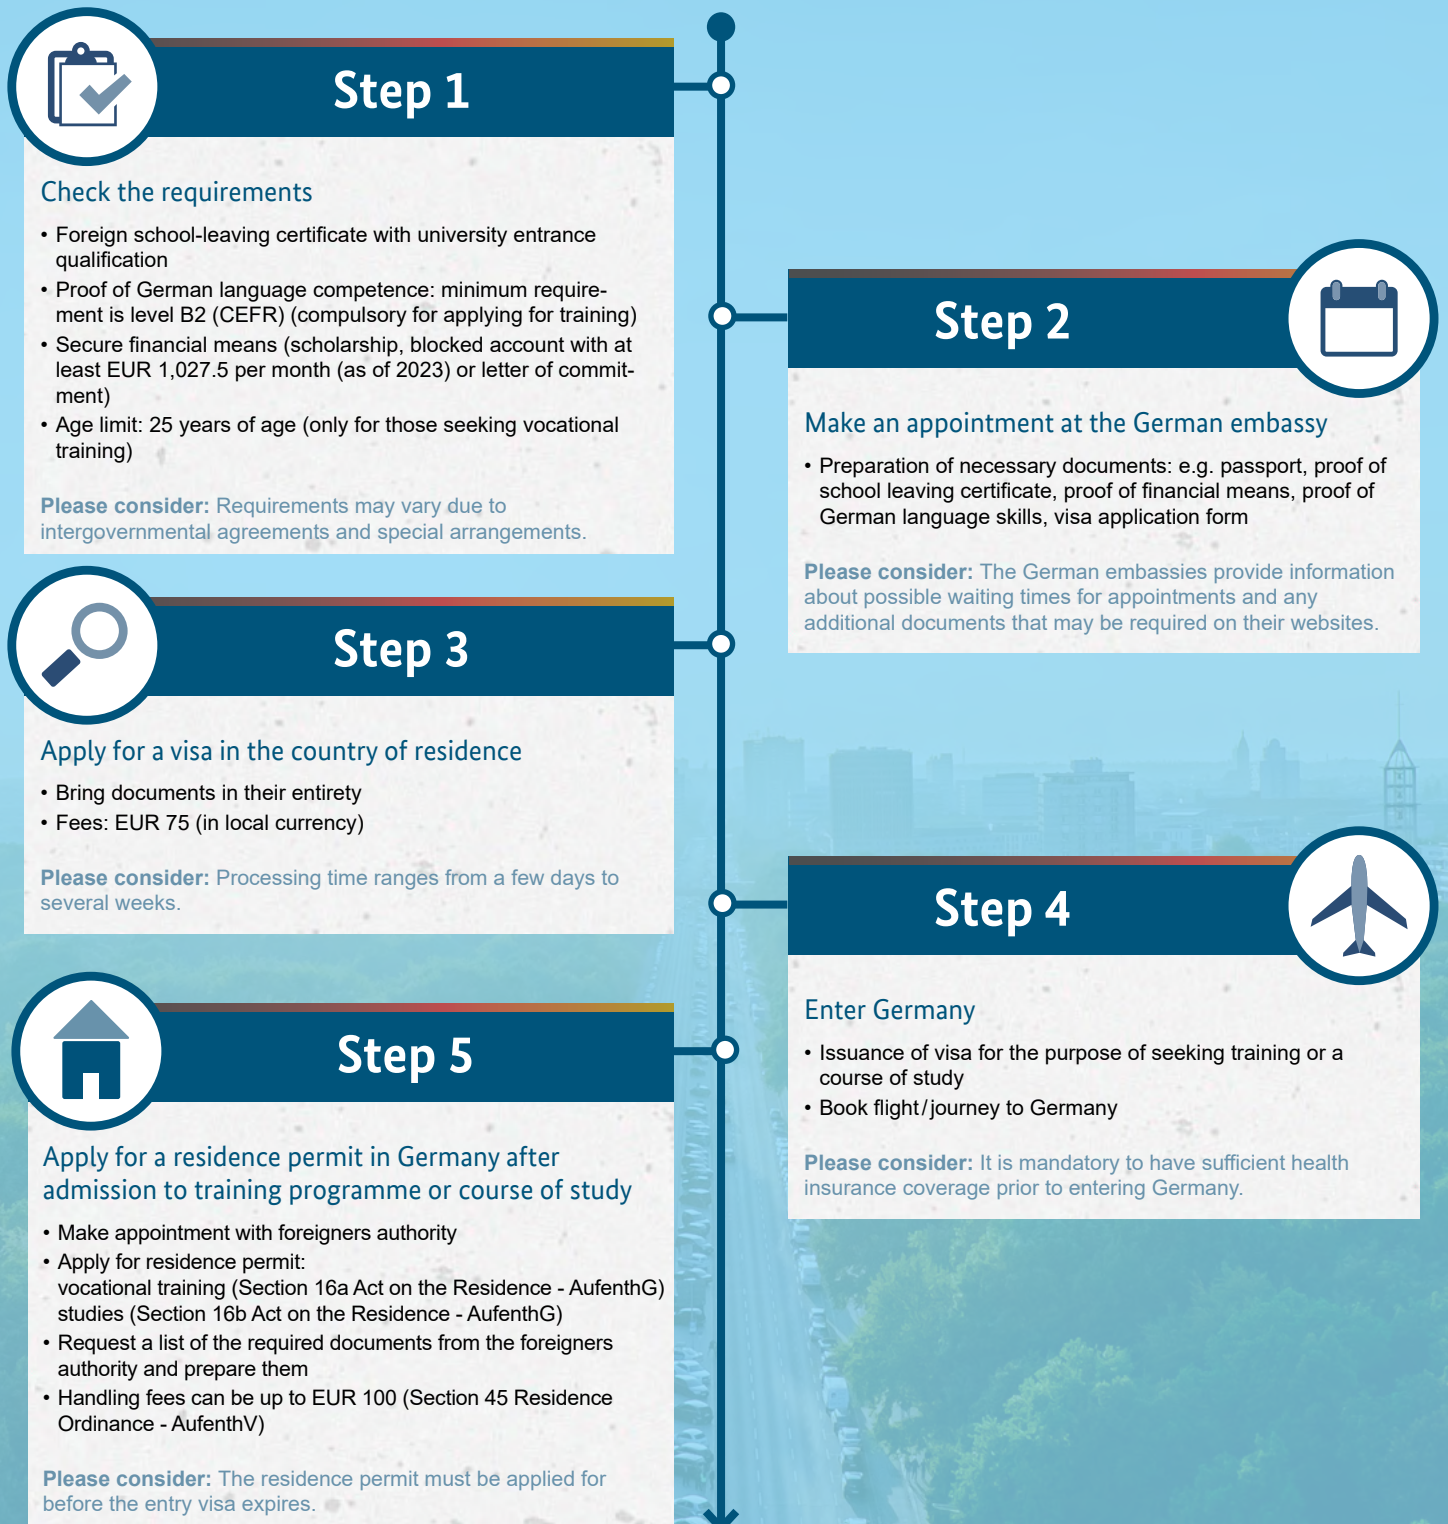 Step 1
Check the requirements
• Foreign school-leaving certificate with university entrance
qualification
• Proof of German language competence: minimum require-
ment is level B2 (CEFR) (compulsory for applying for training)
• Secure financial means (scholarship, blocked account with at
least EUR 1,027.5 per month (as of 2023) or letter of commit-
ment)
• Age limit: 25 years of age (only for those seeking vocational
training)
Please consider: Requirements may vary due to
intergovernmental agreements and special arrangements.
Step 2
Make an appointment at the German embassy
• Preparation of necessary documents: e.g. passport, proof of
school leaving certificate, proof of financial means, proof of
German language skills, visa application form
Please consider: The German embassies provide information
about possible waiting times for appointments and any
additional documents that may be required on their websites.
Step 3
Apply for a visa in the country of residence
• Bring documents in their entirety
• Fees: EUR 75 (in local currency)
Please consider: Processing time ranges from a few days to
several weeks.
Step 4
Enter Germany
• Issuance of visa for the purpose of seeking training or a
course of study
• Book flight/journey to Germany
Please consider: It is mandatory to have sufficient health
insurance coverage prior to entering Germany.
Step 5
Apply for a residence permit in Germany after
admission to training programme or course of study
• Make appointment with foreigners authority
• Apply for residence permit:
vocational training (Section 16a Act on the Residence - AufenthG)
studies (Section 16b Act on the Residence - AufenthG)
• Request a list of the required documents from the foreigners
authority and prepare them
• Handling fees can be up to EUR 100 (Section 45 Residence
Ordinance - AufenthV)
Please consider: The residence permit must be applied for
before the entry visa expires.